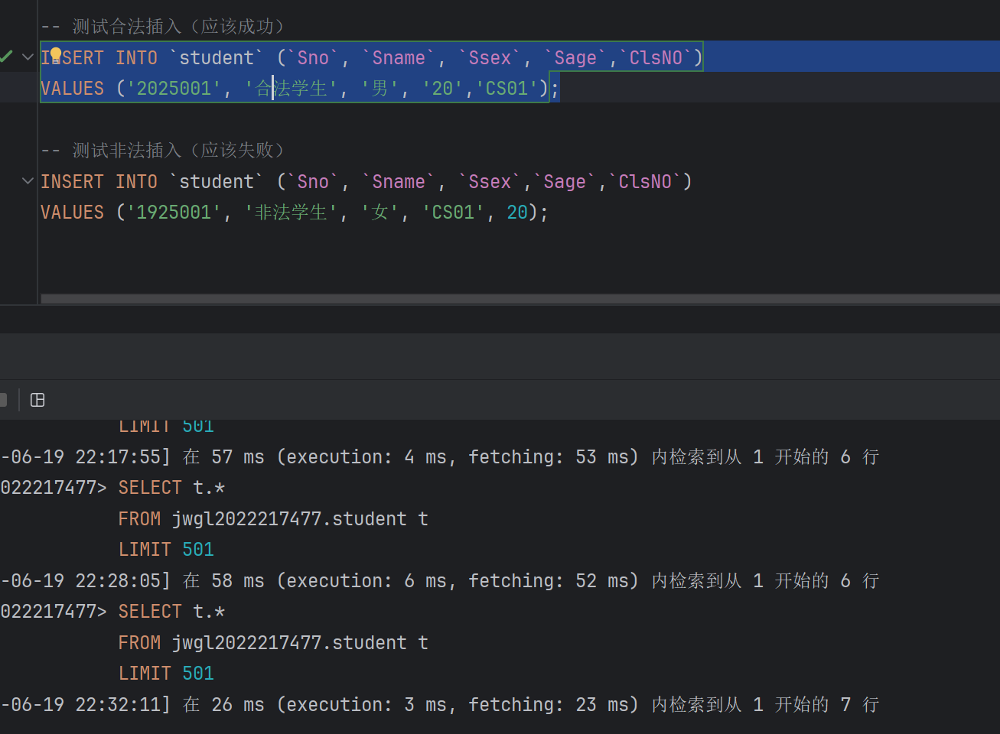 -- 测试合法插入（应该成功）
INSERT INTO `student` (`Sno`, `Sname`, `Ssex`, `Sage`,`ClsNO`)
VALUES ('2025001', '合法学生', '男', '20','CS01');
-- 测试非法插入（应该失败）
INSERT INTO `student` (`Sno`, `Sname`, `Ssex`,`Sage`,`ClsNO`)
VALUES ('1925001', '非法学生', '女', 'CS01', 20);
LIMIT 501
-06-19 22:17:55] 在 57 ms (execution: 4 ms, fetching: 53 ms) 内检索到从 1 开始的 6 行
022217477> SELECT t.*
FROM jwgl2022217477.student t
LIMIT 501
-06-19 22:28:05] 在 58 ms (execution: 6 ms, fetching: 52 ms) 内检索到从 1 开始的 6 行
022217477> SELECT t.*
FROM jwgl2022217477.student t
LIMIT 501
-06-19 22:32:11] 在 26 ms (execution: 3 ms, fetching: 23 ms) 内检索到从 1 开始的 7 行